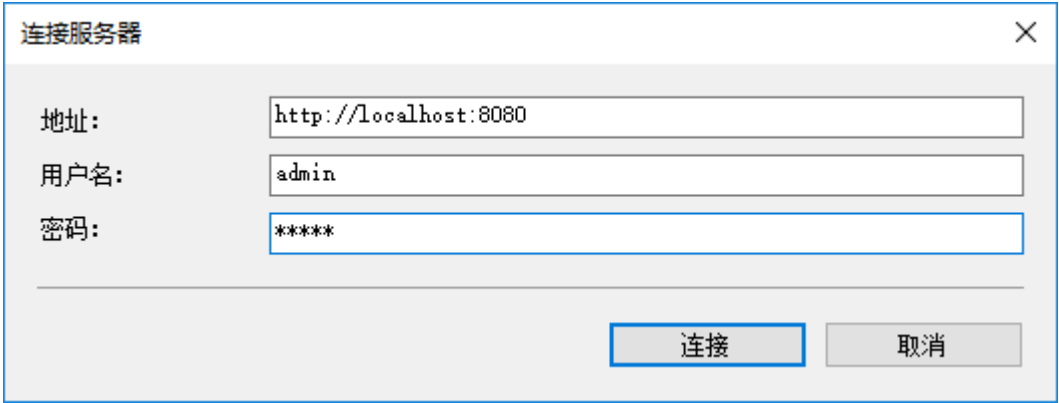 连接服务器
地址: http://localhost:8080
用户名: admin
密码: *****
连接 取消